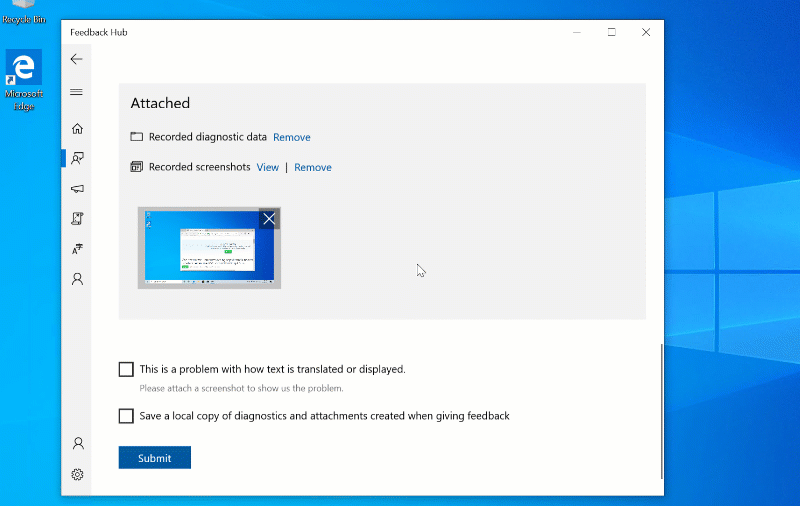 Recycle Bin
Microsoft
Edge
Feedback Hub
Attached
Recorded diagnostic data Remove
Recorded screenshots View | Remove
This is a problem with how text is translated or displayed.
Please attach a screenshot to show us the problem.
Save a local copy of diagnostics and attachments created when giving feedback
Submit